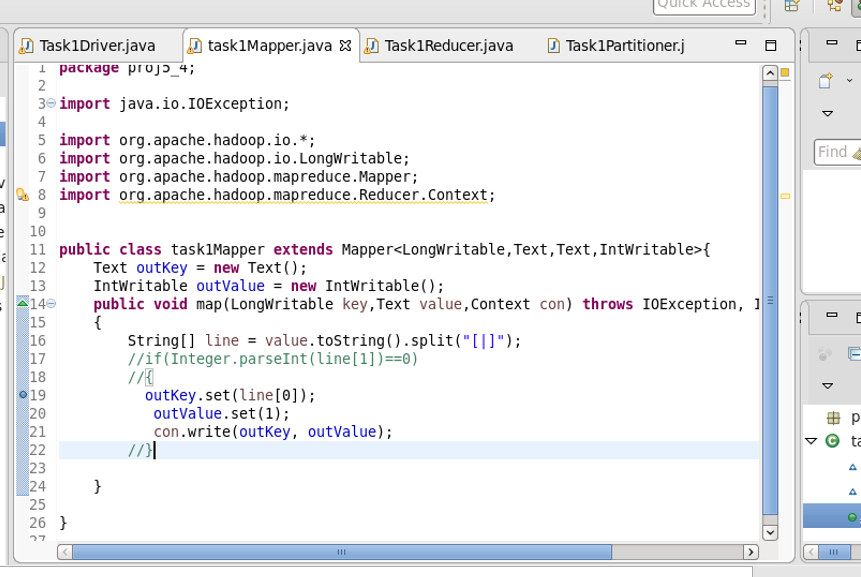 Quick Access
Task1Driver.java
task1Mapper.java
Task1Reducer.java
Task1Partitioner.j
1 package proj5_4;
2
3 import java.io.IOException;
4
5 import org.apache.hadoop.io.*;
6 import org.apache.hadoop.io.LongWritable;
7 import org.apache.hadoop.mapreduce.Mapper;
8 import org.apache.hadoop.mapreduce.Reducer.Context;
9
10
11 public class task1Mapper extends Mapper<LongWritable,Text,Text,IntWritable>{
12 Text outKey = new Text();
13 IntWritable outValue = new IntWritable();
14 public void map(LongWritable key,Text value,Context con) throws IOException, I
15 {
16 String[] line = value.toString().split("[|]");
17 //if(Integer.parseInt(line[1])==0)
18 //{
19 outKey.set(line[0]);
20 outValue.set(1);
21 con.write(outKey, outValue);
22 //}
23
24 }
25
26 }
27
Find
p
ta